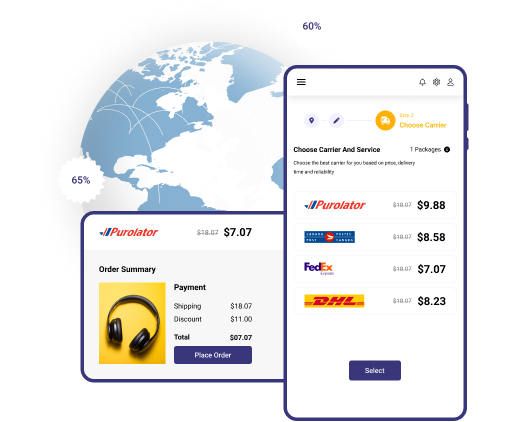 60%
65%
Purolator
$18.07 $7.07
Order Summary
Payment
Shipping $18.07
Discount $11.00
Total $07.07
Place Order
Step 2
Choose Carrier
Choose Carrier And Service 1 Packages
Choose the best carrier for you based on price, delivery
time and reliability
Purolator $18.07 $9.88
CANADA POSTES
POST CANADA $18.07 $8.58
FedEx
Express $18.07 $7.07
DHL $18.07 $8.23
Select